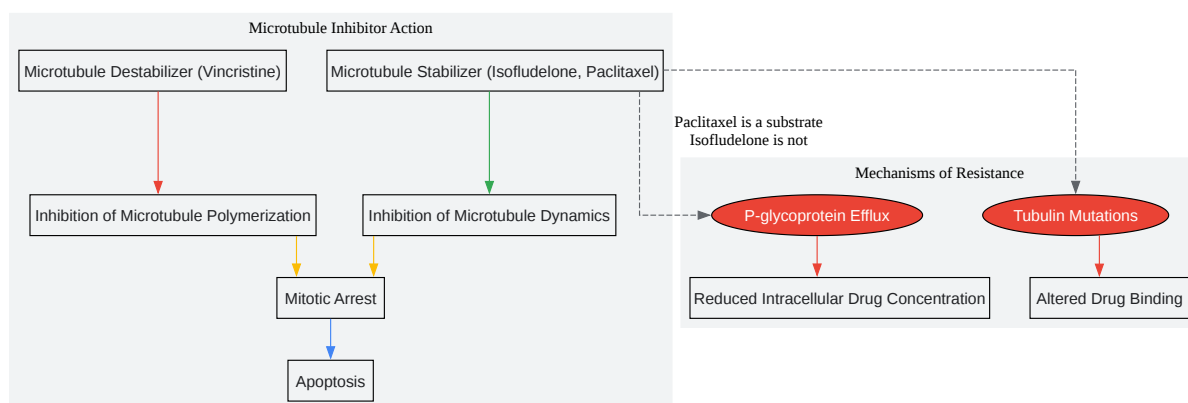 Microtubule Inhibitor Action
Microtubule Destabilizer (Vincristine)
Microtubule Stabilizer (Isofludelone, Paclitaxel)
Paclitaxel is a substrate
Isofludelone is not
Mechanisms of Resistance
Inhibition of Microtubule Polymerization
Inhibition of Microtubule Dynamics
P-glycoprotein Efflux
Tubulin Mutations
Mitotic Arrest
Reduced Intracellular Drug Concentration
Altered Drug Binding
Apoptosis